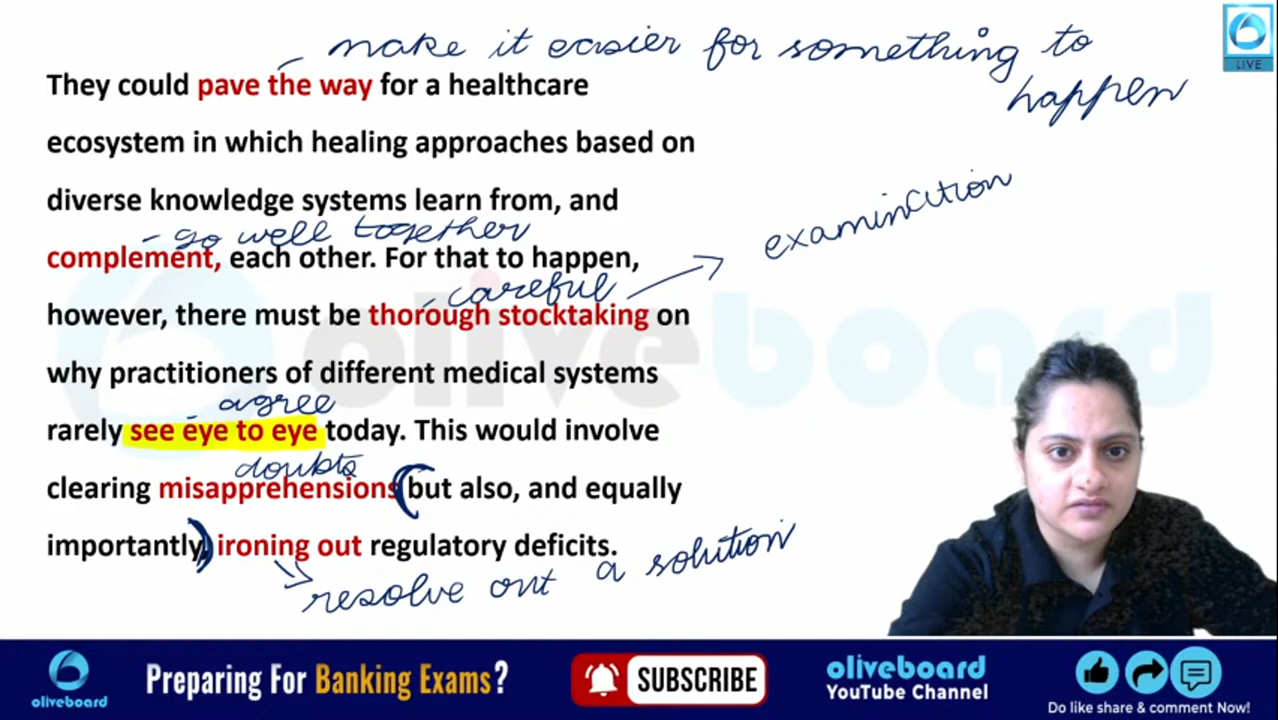 make it easier for something to
happen
LIVE
They could pave the way for a healthcare
ecosystem in which healing approaches based on
diverse knowledge systems learn from, and
go well together
examination
complement, each other. For that to happen,
careful
however, there must be thorough stocktaking on
why practitioners of different medical systems
agree
rarely see eye to eye today. This would involve
doubts
clearing misapprehensions (but also, and equally
importantly,) ironing out regulatory deficits.
resolve out a solution
oliveboard
oliveboard
Preparing For Banking Exams?
SUBSCRIBE
oliveboard
YouTube Channel
Do like share & comment Now!